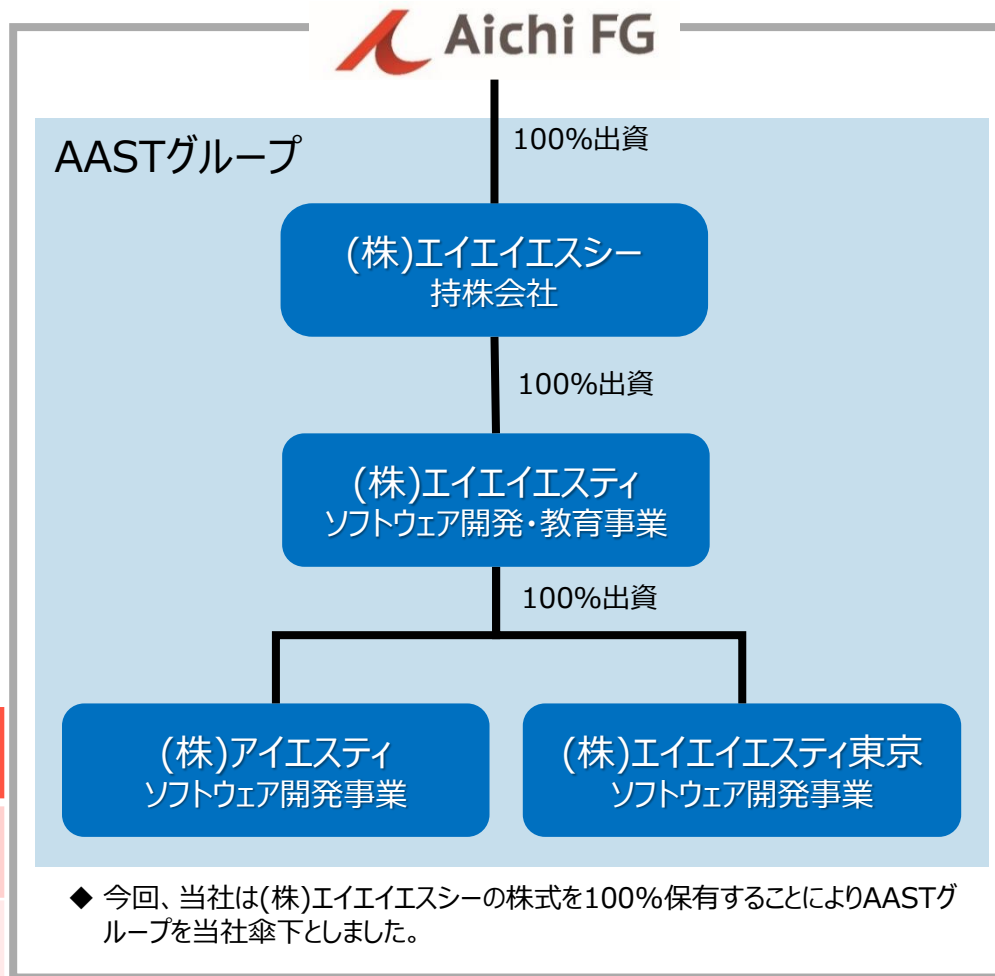 Aichi FG
100%出資
AASTグループ
(株)エイエイエスシー
持株会社
100%出資
(株)エイエイエスティ
ソフトウェア開発・教育事業
100%出資
(株)アイエスティ
ソフトウェア開発事業
(株)エイエイエスティ東京
ソフトウェア開発事業
◆ 今回、当社は(株)エイエイエスシーの株式を100%保有することによりAASTグ
ループを当社傘下としました。